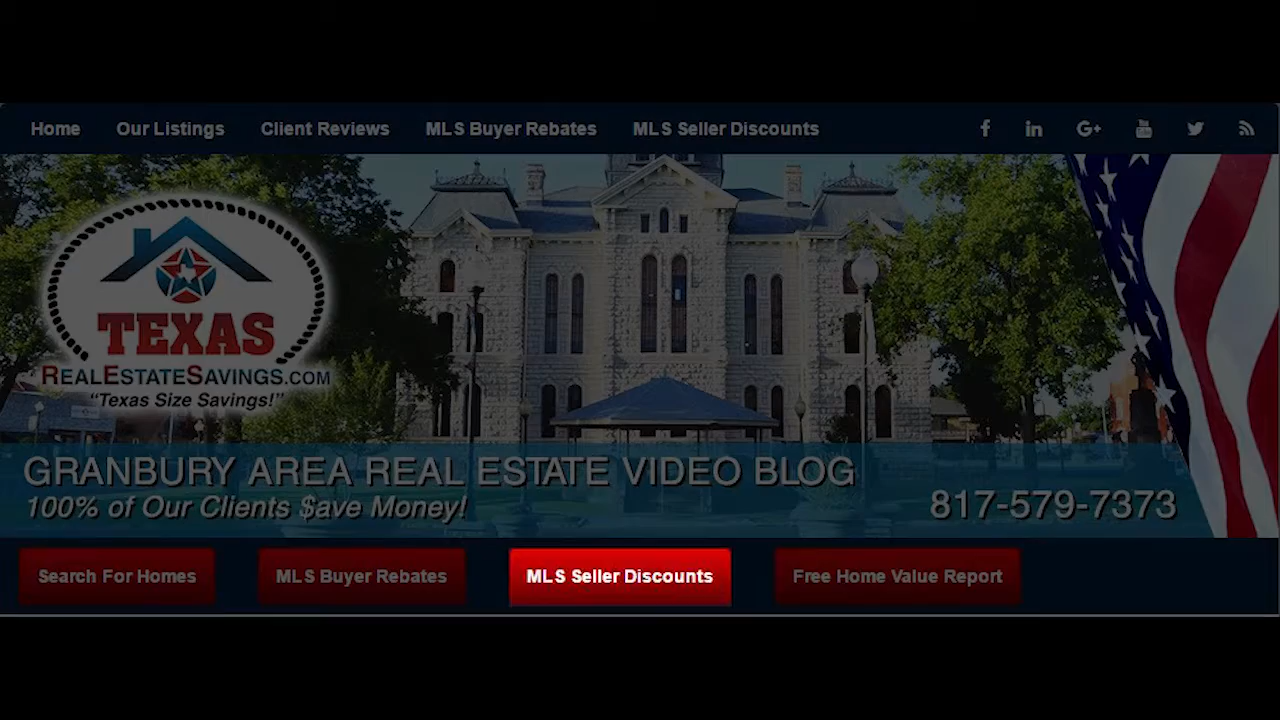 Home Our Listings Client Reviews MLS Buyer Rebates MLS Seller Discounts
TEXAS
REALESTATESAVINGS.COM
“Texas Size Savings!”
GRANBURY AREA REAL ESTATE VIDEO BLOG
100% of Our Clients $ave Money!
817-579-7373
Search For Homes MLS Buyer Rebates MLS Seller Discounts Free Home Value Report